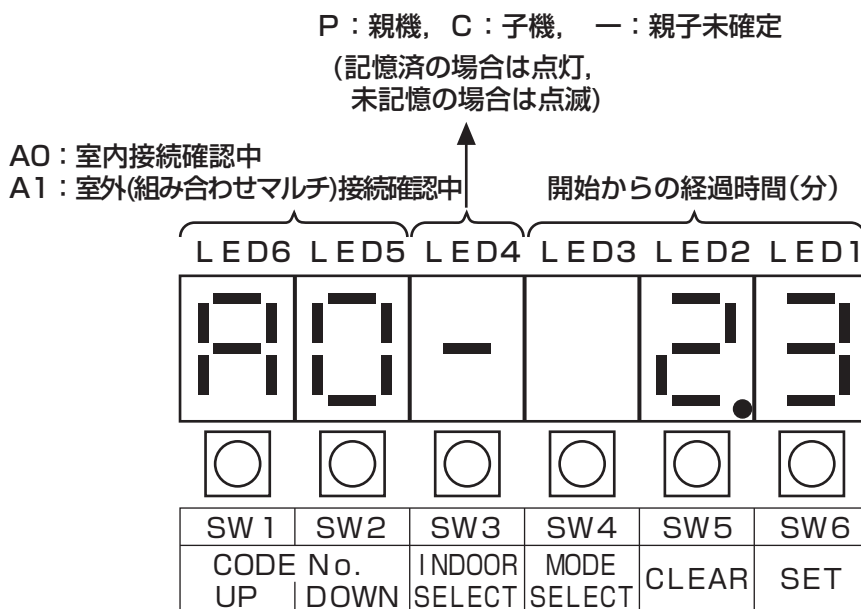 P：親機，C：子機，ー：親子未確定
(記憶済の場合は点灯，
未記憶の場合は点滅)
A0：室内接続確認中
A1：室外(組み合わせマルチ)接続確認中
開始からの経過時間(分)
LED6 LED5 LED4 LED3 LED2 LED1
A0- 2.3
SW1 SW2 SW3 SW4 SW5 SW6
CODE No. INDOOR MODE CLEAR SET
UP DOWN SELECT SELECT